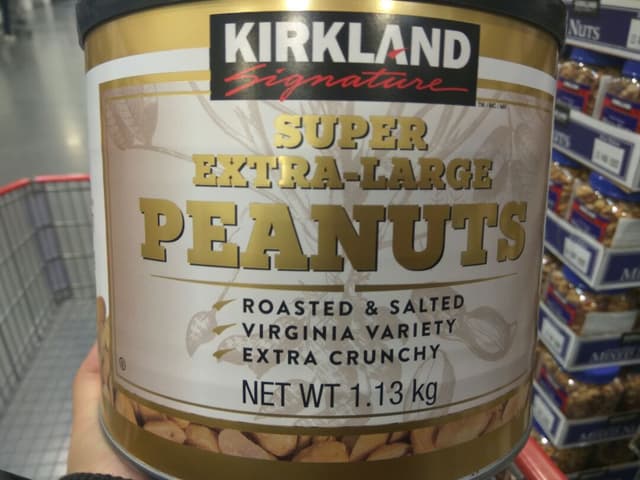 KIRKLAND
Signature
SUPER
EXTRA-LARGE
PEANUTS
ROASTED & SALTED
VIRGINIA VARIETY
EXTRA CRUNCHY
NET WT 1.13 kg
NUTS